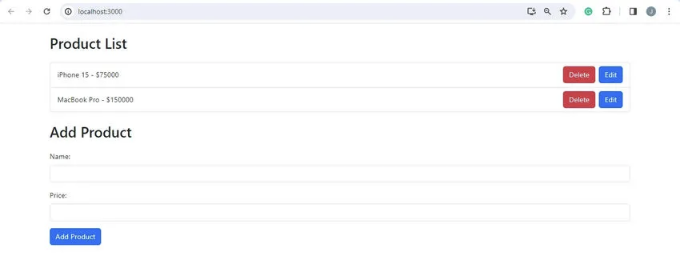 localhost:3000
Product List
iPhone 15 - $75000
Delete
Edit
MacBook Pro - $150000
Delete
Edit
Add Product
Name:
Price:
Add Product